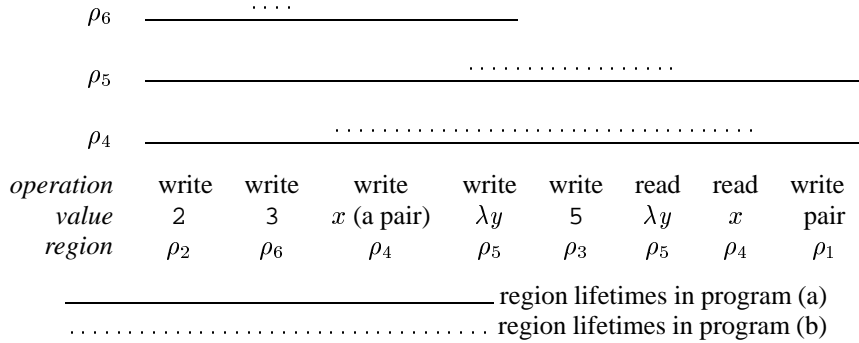 ρ6
ρ5
ρ4
operation write write write write write read read write
value 2 3 x (a pair) λy 5 λy x pair
region ρ2 ρ6 ρ4 ρ5 ρ3 ρ5 ρ4 ρ1
region lifetimes in program (a)
region lifetimes in program (b)